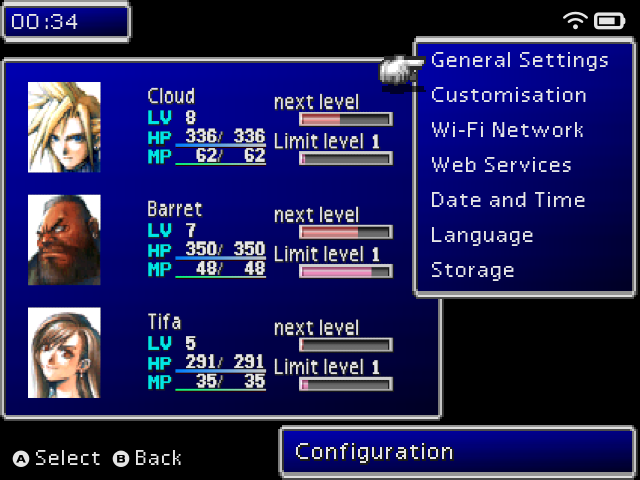 00:34
General Settings
Customisation
Wi-Fi Network
Web Services
Date and Time
Language
Storage
Cloud
LV 8
HP 336/ 336
MP 62/ 62
next level
Limit level 1
Barret
LV 7
HP 350/ 350
MP 48/ 48
next level
Limit level 1
Tifa
LV 5
HP 291/ 291
MP 35/ 35
next level
Limit level 1
A Select B Back
Configuration